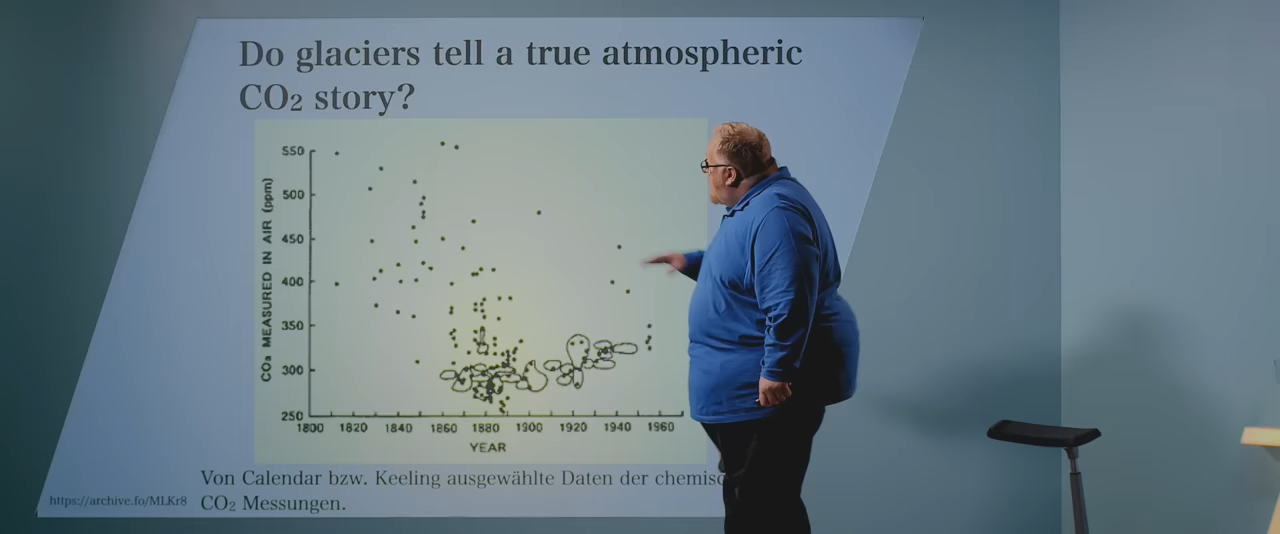 Do glaciers tell a true atmospheric
CO₂ story?
CO₂ MEASURED IN AIR (ppm)
550
500
450
400
350
300
250
1800 1820 1840 1860 1880 1900 1920 1940 1960
YEAR
Von Calendar bzw. Keeling ausgewählte Daten der chemisc
https://archive.fo/MLKr8 CO₂ Messungen.